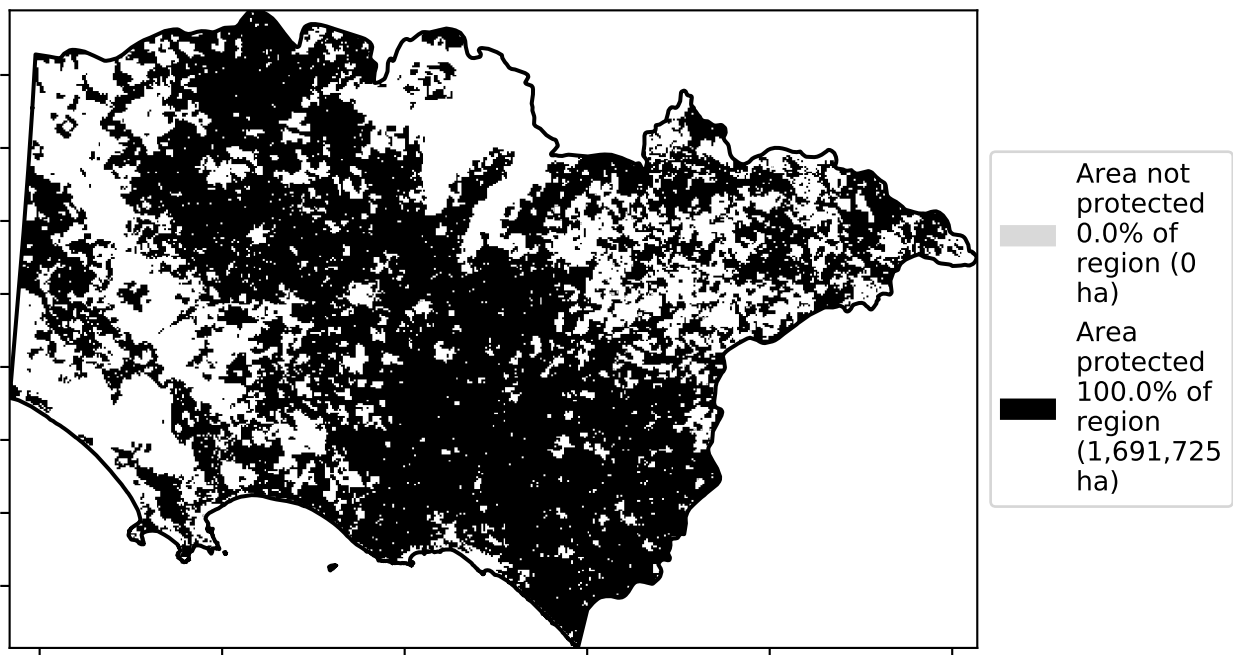 Area not
protected
0.0% of
region (0
ha)
Area
protected
100.0% of
region
(1,691,725
ha)